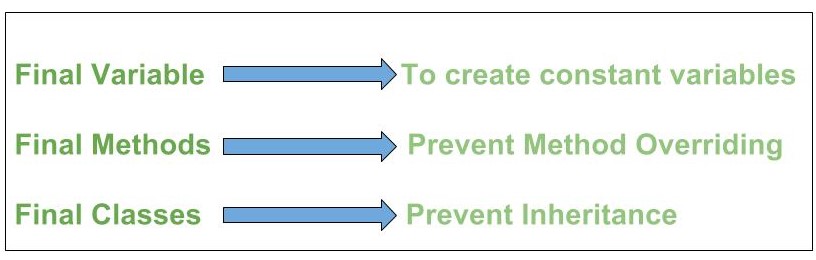 Final Variable To create constant variables
Final Methods Prevent Method Overriding
Final Classes Prevent Inheritance